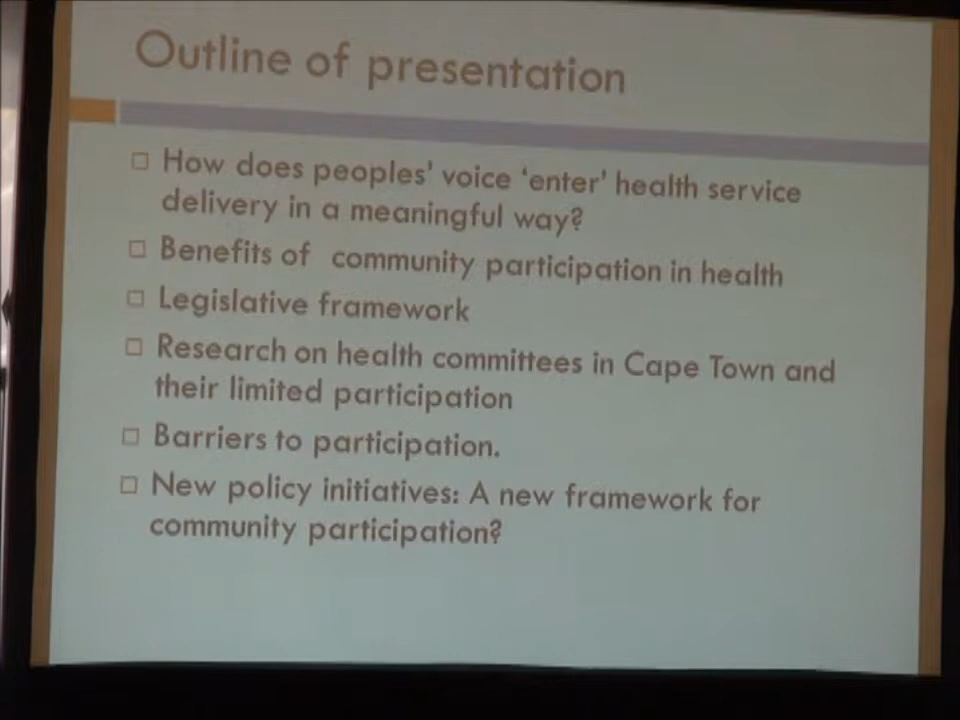 Outline of presentation
How does peoples' voice 'enter' health service
delivery in a meaningful way?
Benefits of community participation in health
Legislative framework
Research on health committees in Cape Town and
their limited participation
Barriers to participation.
New policy initiatives: A new framework for
community participation?